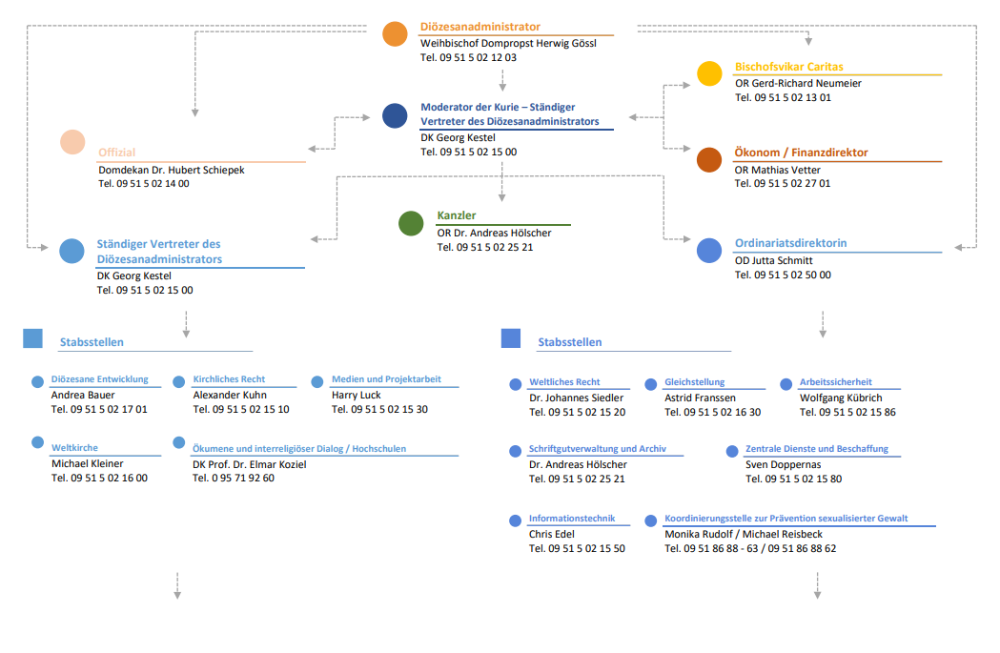 Diözesanadministrator
Weihbischof Dompropst Herwig Gössl
Tel. 09 51 5 02 12 03
Bischofsvikar Caritas
OR Gerd-Richard Neumeier
Tel. 09 51 5 02 13 01
Moderator der Kurie – Ständiger
Vertreter des Diözesanadministrators
DK Georg Kestel
Tel. 09 51 5 02 15 00
Offizial
Domdekan Dr. Hubert Schiepek
Tel. 09 51 5 02 14 00
Ökonom / Finanzdirektor
OR Mathias Vetter
Tel. 09 51 5 02 27 01
Kanzler
OR Dr. Andreas Hölscher
Tel. 09 51 5 02 25 21
Ständiger Vertreter des
Diözesanadministrators
DK Georg Kestel
Tel. 09 51 5 02 15 00
Ordinariatsdirektorin
OD Jutta Schmitt
Tel. 09 51 5 02 50 00
Stabsstellen
Diözesane Entwicklung
Andrea Bauer
Tel. 09 51 5 02 17 01
Kirchliches Recht
Alexander Kuhn
Tel. 09 51 5 02 15 10
Medien und Projektarbeit
Harry Luck
Tel. 09 51 5 02 15 30
Weltkirche
Michael Kleiner
Tel. 09 51 5 02 16 00
Ökumene und interreligiöser Dialog / Hochschulen
DK Prof. Dr. Elmar Koziel
Tel. 0 95 71 92 60
Stabsstellen
Weltliches Recht
Dr. Johannes Siedler
Tel. 09 51 5 02 15 20
Gleichstellung
Astrid Franssen
Tel. 09 51 5 02 16 30
Arbeitssicherheit
Wolfgang Kübrich
Tel. 09 51 5 02 15 86
Schriftgutverwaltung und Archiv
Dr. Andreas Hölscher
Tel. 09 51 5 02 25 21
Zentrale Dienste und Beschaffung
Sven Doppernas
Tel. 09 51 5 02 15 80
Informationstechnik
Chris Edel
Tel. 09 51 5 02 15 50
Koordinierungsstelle zur Prävention sexualisierter Gewalt
Monika Rudolf / Michael Reisbeck
Tel. 09 51 86 88 - 63 / 09 51 86 88 62